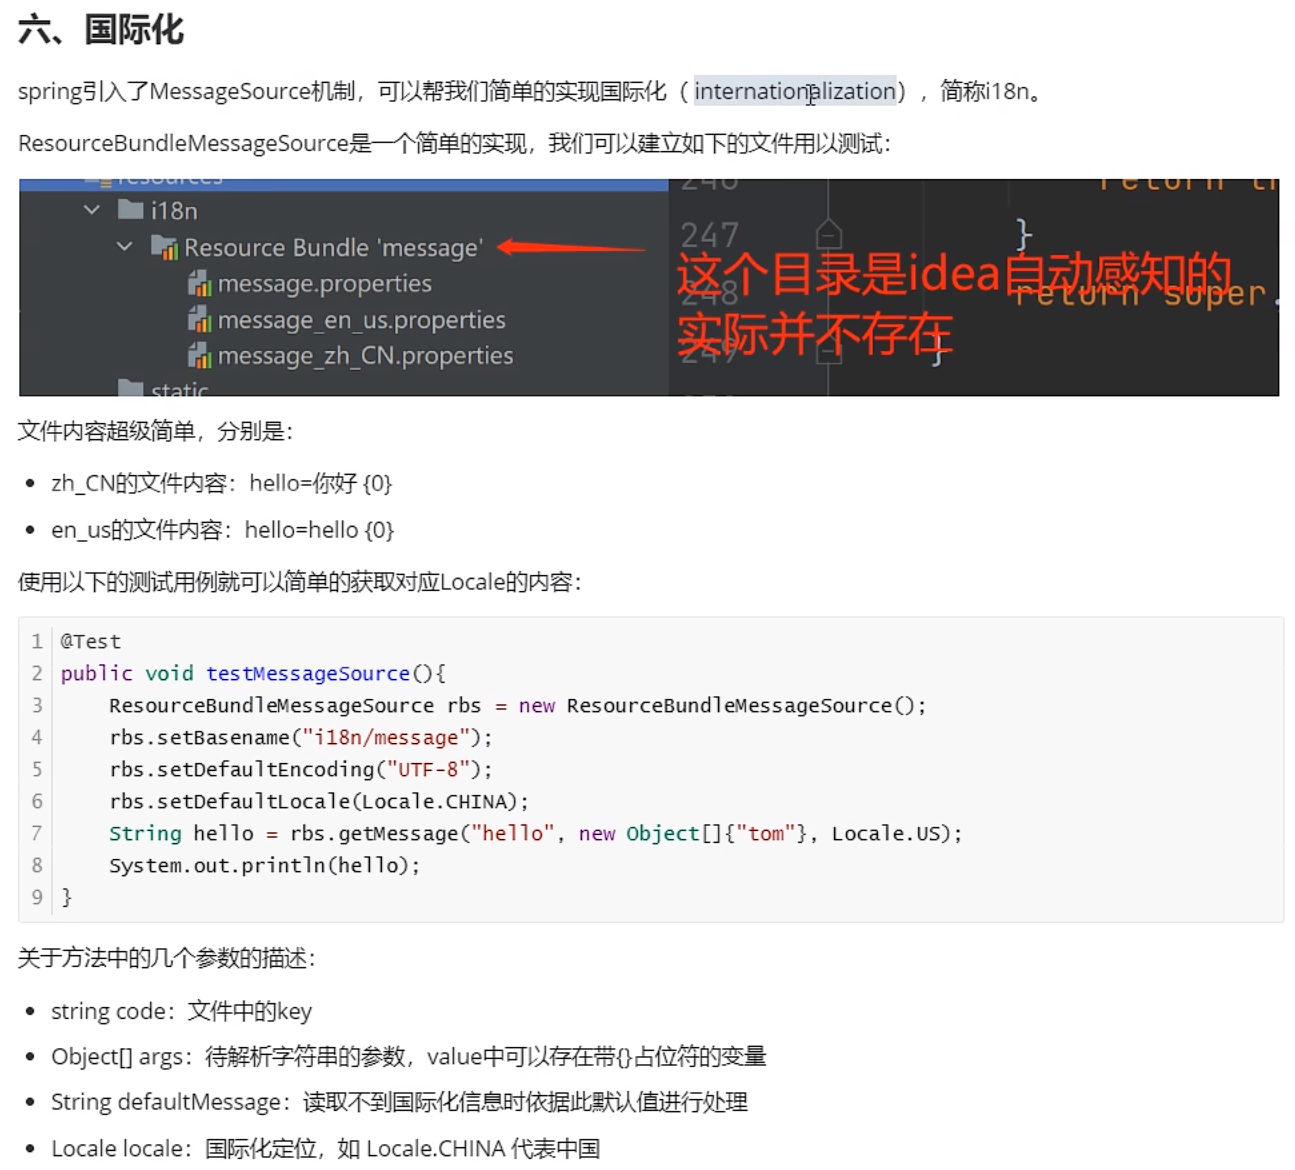 六、国际化
spring引入了MessageSource机制，可以帮我们简单的实现国际化（ internationalization），简称i18n。
ResourceBundleMessageSource是一个简单的实现，我们可以建立如下的文件用以测试：
resources
246 return
i18n
247 }
Resource Bundle 'message'
这个目录是idea自动感知的
248 return super.
message.properties
实际并不存在
message_en_us.properties
249 }
message_zh_CN.properties
static
文件内容超级简单，分别是：
• zh_CN的文件内容：hello=你好 {0}
• en_us的文件内容：hello=hello {0}
使用以下的测试用例就可以简单的获取对应Locale的内容：
1 @Test
2 public void testMessageSource(){
3     ResourceBundleMessageSource rbs = new ResourceBundleMessageSource();
4     rbs.setBasename("i18n/message");
5     rbs.setDefaultEncoding("UTF-8");
6     rbs.setDefaultLocale(Locale.CHINA);
7     String hello = rbs.getMessage("hello", new Object[]{"tom"}, Locale.US);
8     System.out.println(hello);
9 }
关于方法中的几个参数的描述：
• string code：文件中的key
• Object[] args：待解析字符串的参数，value中可以存在带{}占位符的变量
• String defaultMessage：读取不到国际化信息时依据此默认值进行处理
• Locale locale：国际化定位，如 Locale.CHINA 代表中国